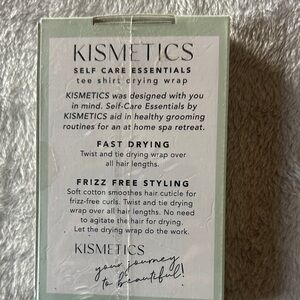 KISMETICS
SELF CARE ESSENTIALS
tee shirt drying wrap
KISMETICS was designed with you
in mind. Self-Care Essentials by
KISMETICS aid in healthy grooming
routines for an at home spa retreat.
FAST DRYING
Twist and tie drying wrap over
all hair lengths.
FRIZZ FREE STYLING
Soft cotton smoothes hair cuticle for
frizz-free curls. Twist and tie drying
wrap over all hair lengths. No need
to agitate the hair for drying.
Let the drying wrap do the work.
KISMETICS
your journey
to beautiful!